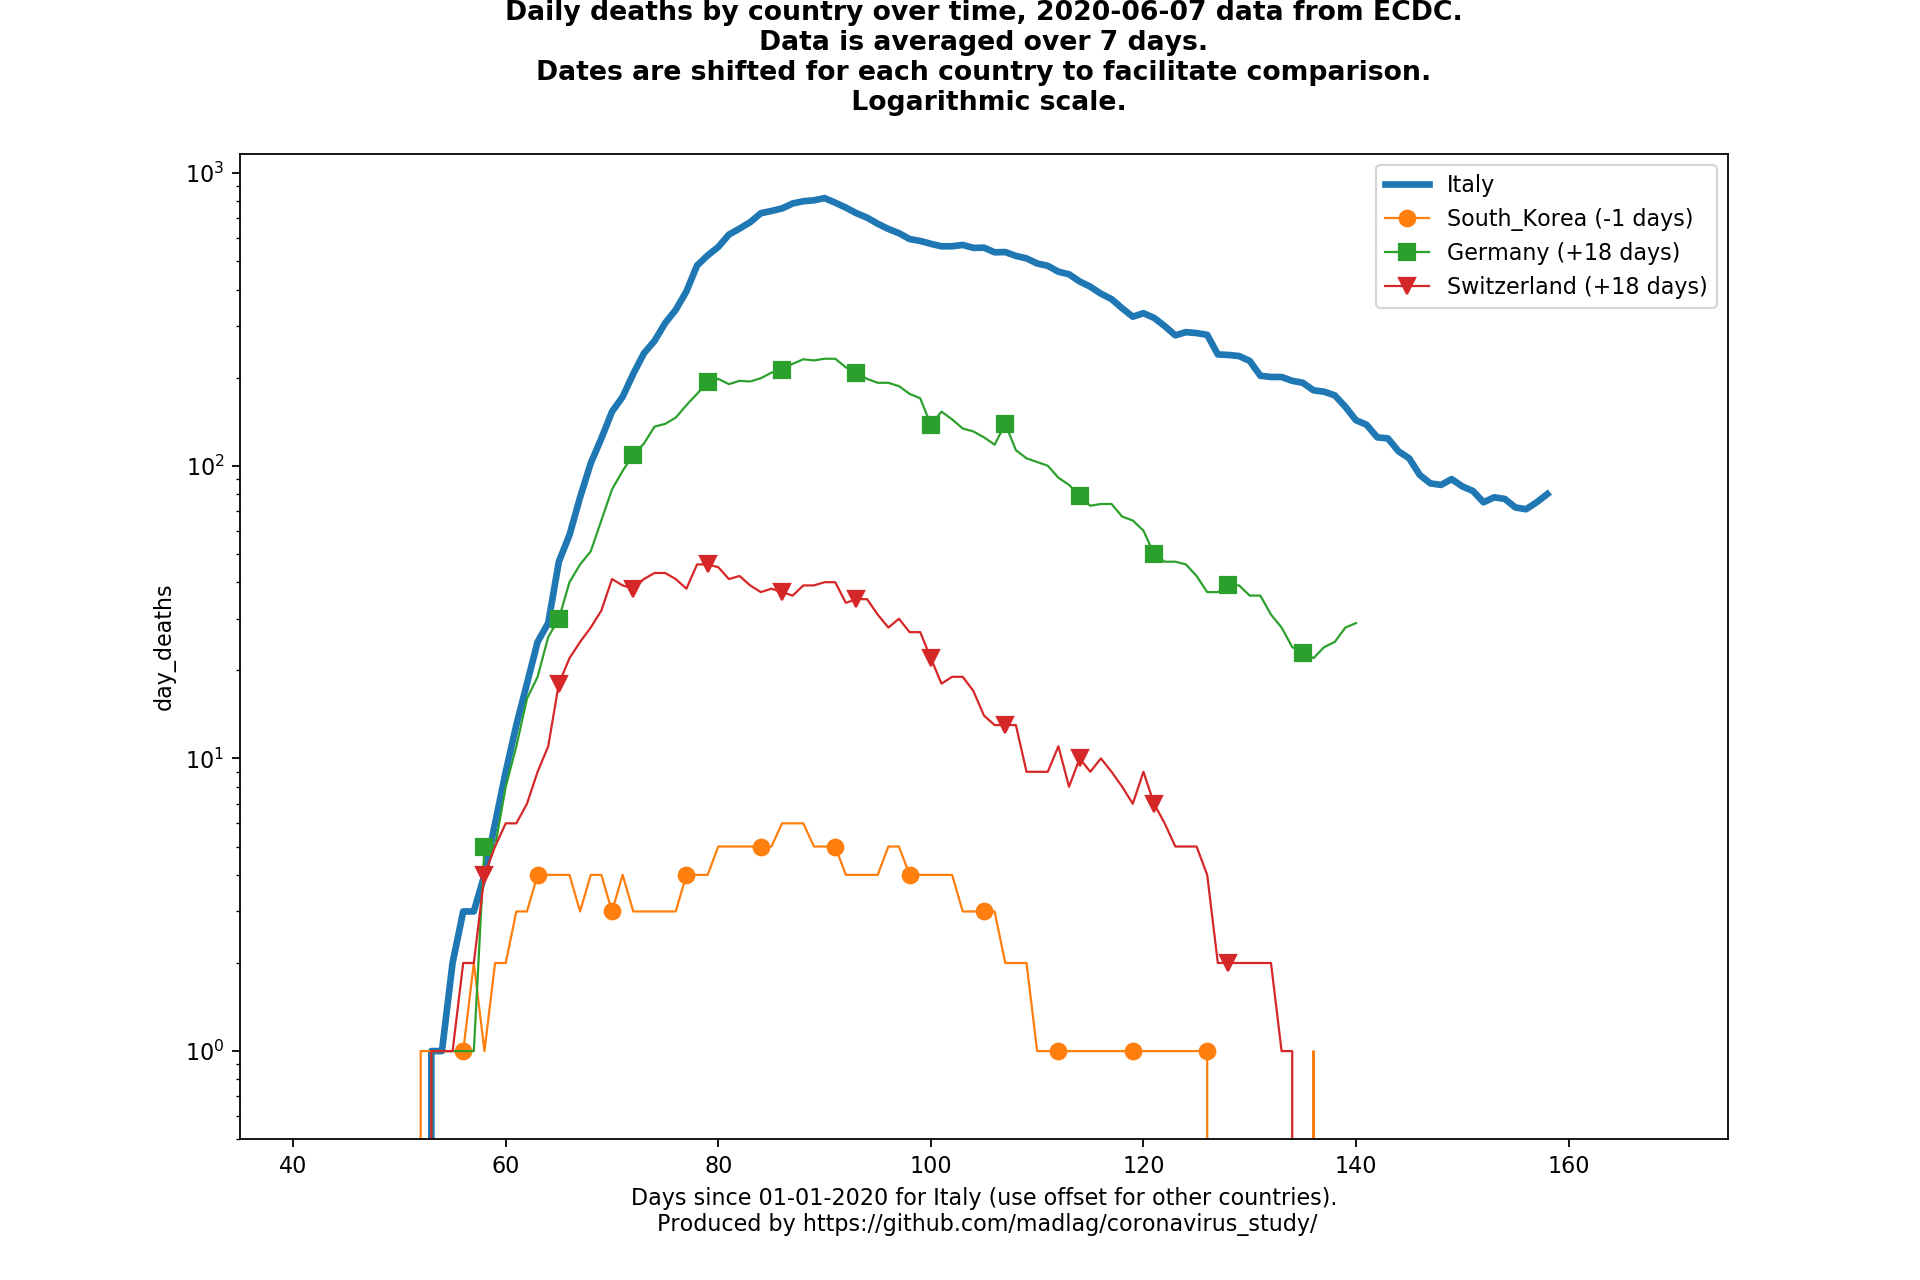 Daily deaths by country over time, 2020-06-07 data from ECDC.
Data is averaged over 7 days.
Dates are shifted for each country to facilitate comparison.
Logarithmic scale.
10³
10²
10¹
10⁰
day_deaths
Italy
South_Korea (-1 days)
Germany (+18 days)
Switzerland (+18 days)
40 60 80 100 120 140 160
Days since 01-01-2020 for Italy (use offset for other countries).
Produced by https://github.com/madlag/coronavirus_study/